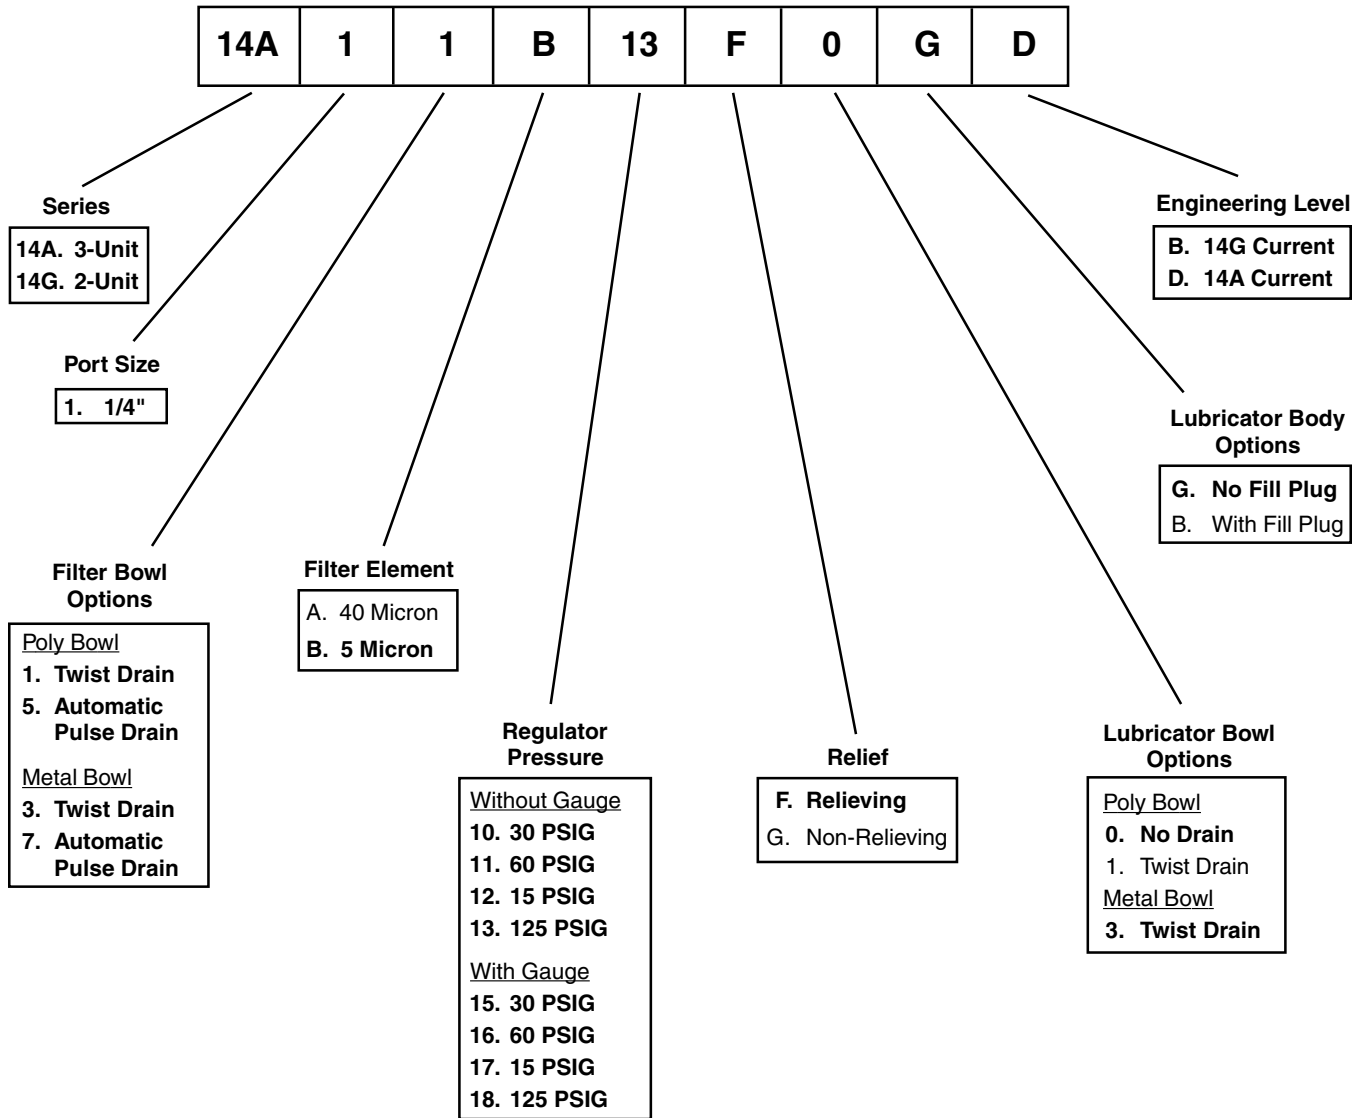 14A 1 1 B 13 F 0 G D
Series
14A. 3-Unit
14G. 2-Unit
Port Size
1. 1/4"
Filter Bowl
Options
Poly Bowl
1. Twist Drain
5. Automatic
Pulse Drain
Metal Bowl
3. Twist Drain
7. Automatic
Pulse Drain
Filter Element
A. 40 Micron
B. 5 Micron
Regulator
Pressure
Without Gauge
10. 30 PSIG
11. 60 PSIG
12. 15 PSIG
13. 125 PSIG
With Gauge
15. 30 PSIG
16. 60 PSIG
17. 15 PSIG
18. 125 PSIG
Relief
F. Relieving
G. Non-Relieving
Lubricator Bowl
Options
Poly Bowl
0. No Drain
1. Twist Drain
Metal Bowl
3. Twist Drain
Lubricator Body
Options
G. No Fill Plug
B. With Fill Plug
Engineering Level
B. 14G Current
D. 14A Current